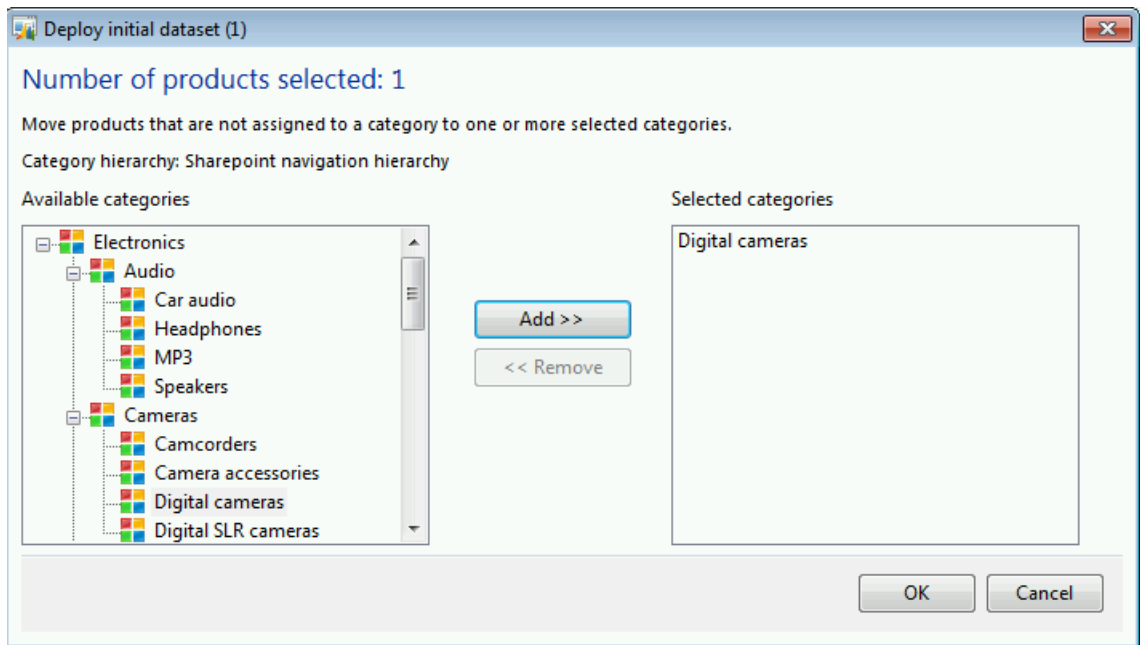 Deploy initial dataset (1)
Number of products selected: 1
Move products that are not assigned to a category to one or more selected categories.
Category hierarchy: Sharepoint navigation hierarchy
Available categories
Electronics
Audio
Car audio
Headphones
MP3
Speakers
Cameras
Camcorders
Camera accessories
Digital cameras
Digital SLR cameras
Add >>
<< Remove
Selected categories
Digital cameras
OK
Cancel